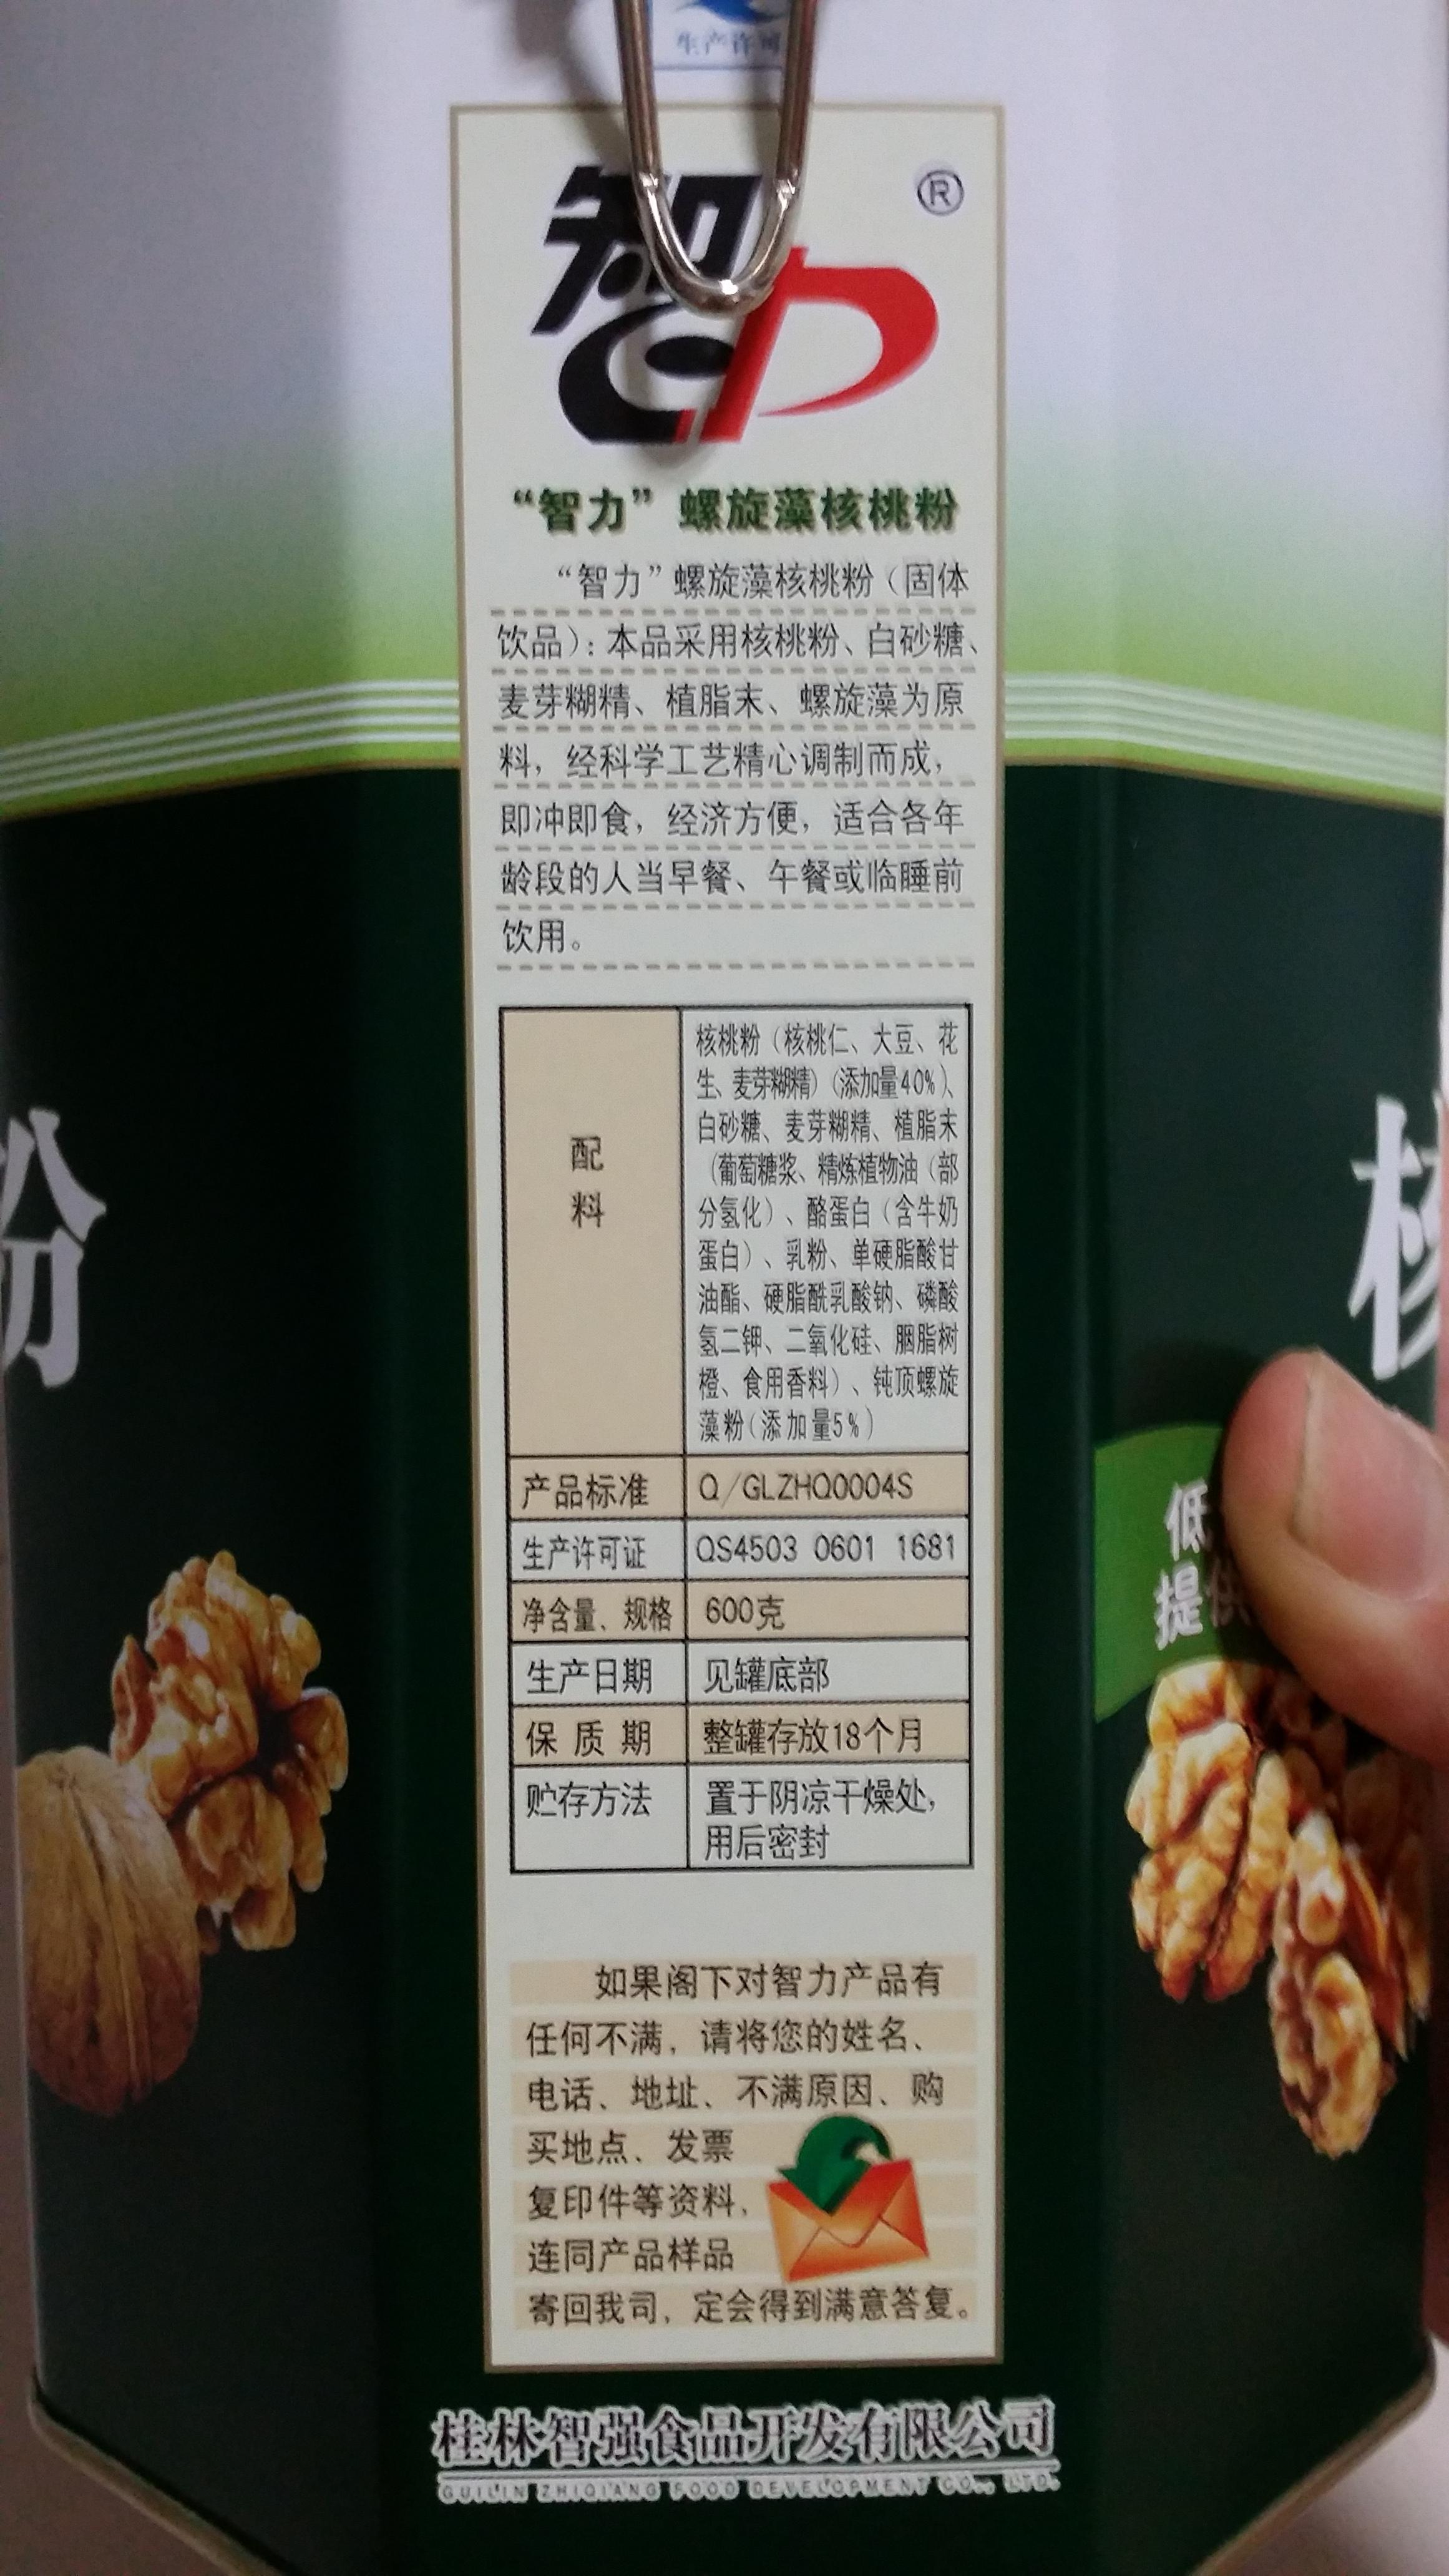 生产许可
智力
®
“智力”螺旋藻核桃粉
“智力”螺旋藻核桃粉（固体
饮品）：本品采用核桃粉、白砂糖、
麦芽糊精、植脂末、螺旋藻为原
料，经科学工艺精心调制而成，
即冲即食，经济方便，适合各年
龄段的人当早餐、午餐或临睡前
饮用。
配料
核桃粉（核桃仁、大豆、花
生、麦芽糊精）（添加量40%）、
白砂糖、麦芽糊精、植脂末
（葡萄糖浆、精炼植物油（部
分氢化）、酪蛋白（含牛奶
蛋白）、乳粉、单硬脂酸甘
油酯、硬脂酰乳酸钠、磷酸
氢二钾、二氧化硅、胭脂树
橙、食用香料）、钝顶螺旋
藻粉（添加量5%）
产品标准 Q/GLZHQ0004S
生产许可证 QS4503 0601 1681
净含量、规格 600克
生产日期 见罐底部
保质期 整罐存放18个月
贮存方法 置于阴凉干燥处，
用后密封
如果阁下对智力产品有
任何不满，请将您的姓名、
电话、地址、不满原因、购
买地点、发票
复印件等资料，
连同产品样品
寄回我司，定会得到满意答复。
桂林智强食品开发有限公司
GUILIN ZHIQIANG FOOD DEVELOPMENT CO., LTD.
粉
核
低
提供